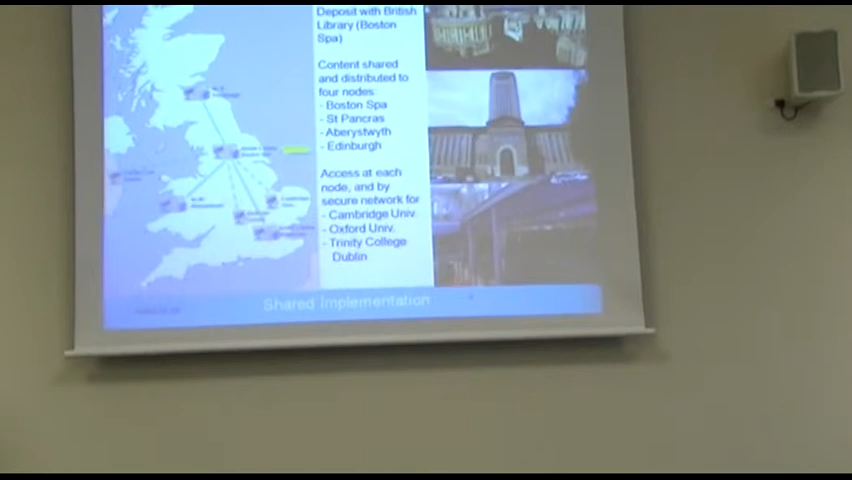 Deposit with British
Library (Boston
Spa)
Content shared
and distributed to
four nodes:
- Boston Spa
- St Pancras
- Aberystwyth
- Edinburgh
Access at each
node, and by
secure network for
- Cambridge Univ.
- Oxford Univ.
- Trinity College
Dublin
Shared Implementation